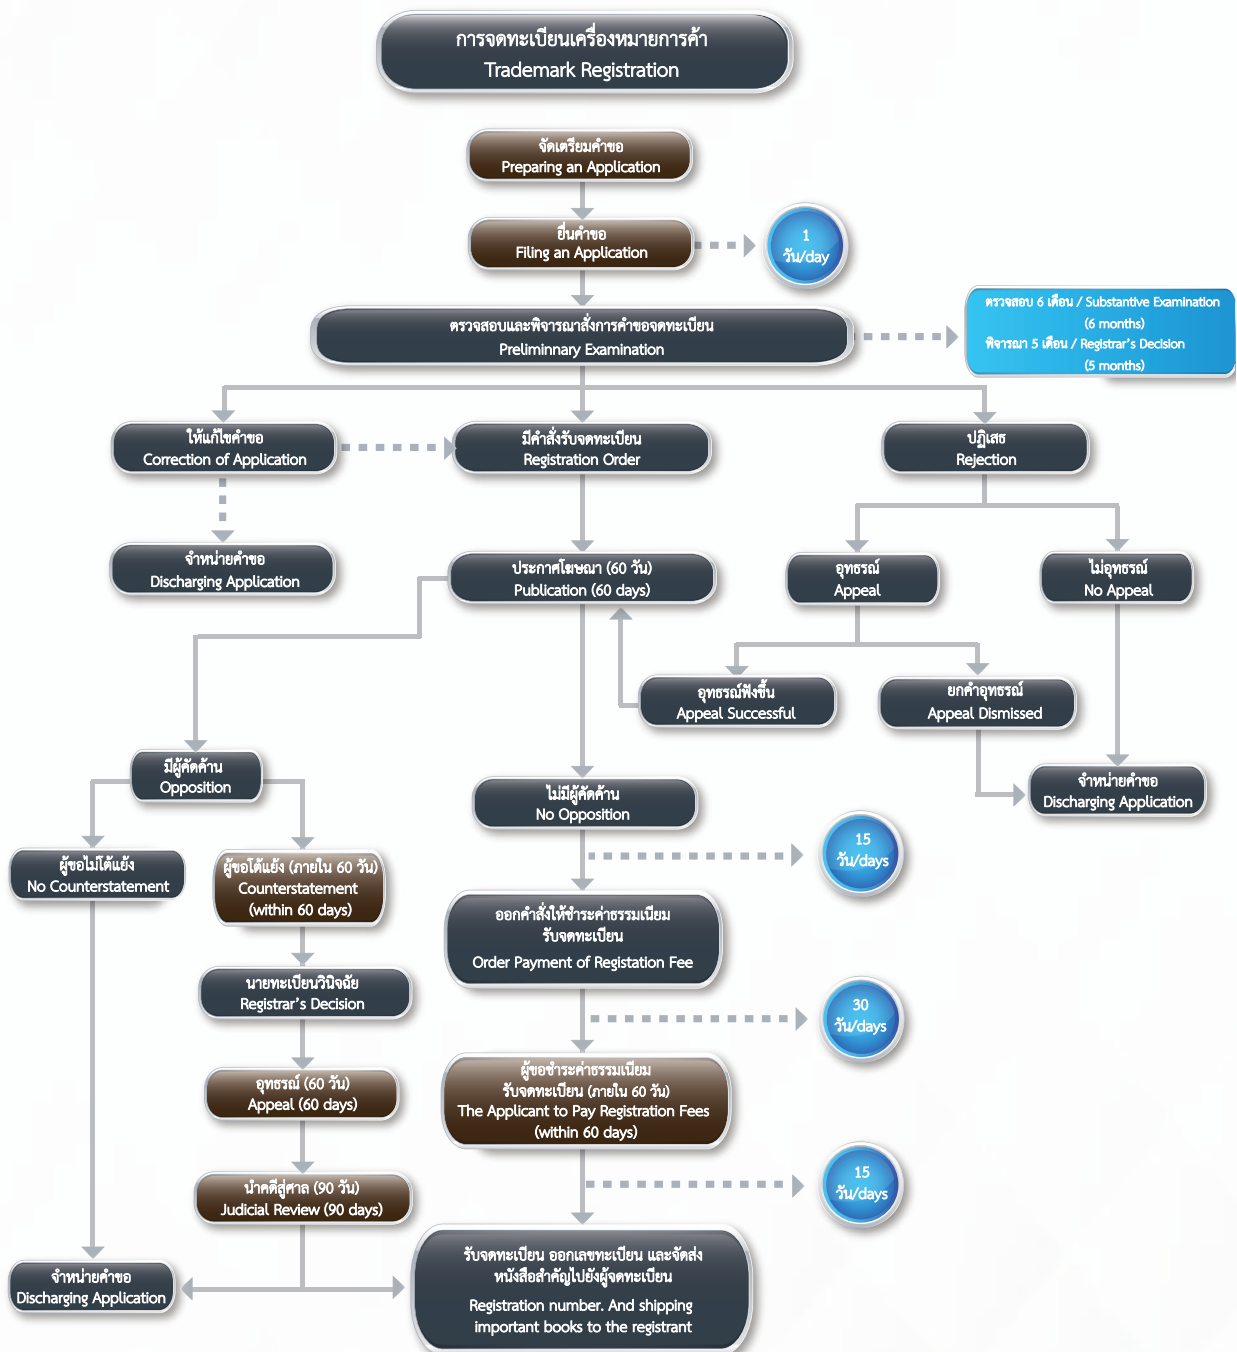 การจดทะเบียนเครื่องหมายการค้า
Trademark Registration
จัดเตรียมคำขอ
Preparing an Application
ยื่นคำขอ
Filing an Application
1
วัน/day
ตรวจสอบและพิจารณาสั่งการคำขอจดทะเบียน
Preliminnary Examination
ตรวจสอบ 6 เดือน / Substantive Examination
(6 months)
พิจารณา 5 เดือน / Registrar's Decision
(5 months)
ให้แก้ไขคำขอ
Correction of Application
มีคำสั่งรับจดทะเบียน
Registration Order
ปฏิเสธ
Rejection
จำหน่ายคำขอ
Discharging Application
ประกาศโฆษณา (60 วัน)
Publication (60 days)
อุทธรณ์
Appeal
ไม่อุทธรณ์
No Appeal
อุทธรณ์ฟังขึ้น
Appeal Successful
ยกคำอุทธรณ์
Appeal Dismissed
มีผู้คัดค้าน
Opposition
ไม่มีผู้คัดค้าน
No Opposition
จำหน่ายคำขอ
Discharging Application
15
วัน/days
ผู้ขอไม่โต้แย้ง
No Counterstatement
ผู้ขอโต้แย้ง (ภายใน 60 วัน)
Counterstatement
(within 60 days)
ออกคำสั่งให้ชำระค่าธรรมเนียม
รับจดทะเบียน
Order Payment of Registation Fee
นายทะเบียนวินิจฉัย
Registrar's Decision
30
วัน/days
อุทธรณ์ (60 วัน)
Appeal (60 days)
ผู้ขอชำระค่าธรรมเนียม
รับจดทะเบียน (ภายใน 60 วัน)
The Applicant to Pay Registration Fees
(within 60 days)
15
วัน/days
นำคดีสู่ศาล (90 วัน)
Judicial Review (90 days)
จำหน่ายคำขอ
Discharging Application
รับจดทะเบียน ออกเลขทะเบียน และจัดส่ง
หนังสือสำคัญไปยังผู้จดทะเบียน
Registration number. And shipping
important books to the registrant